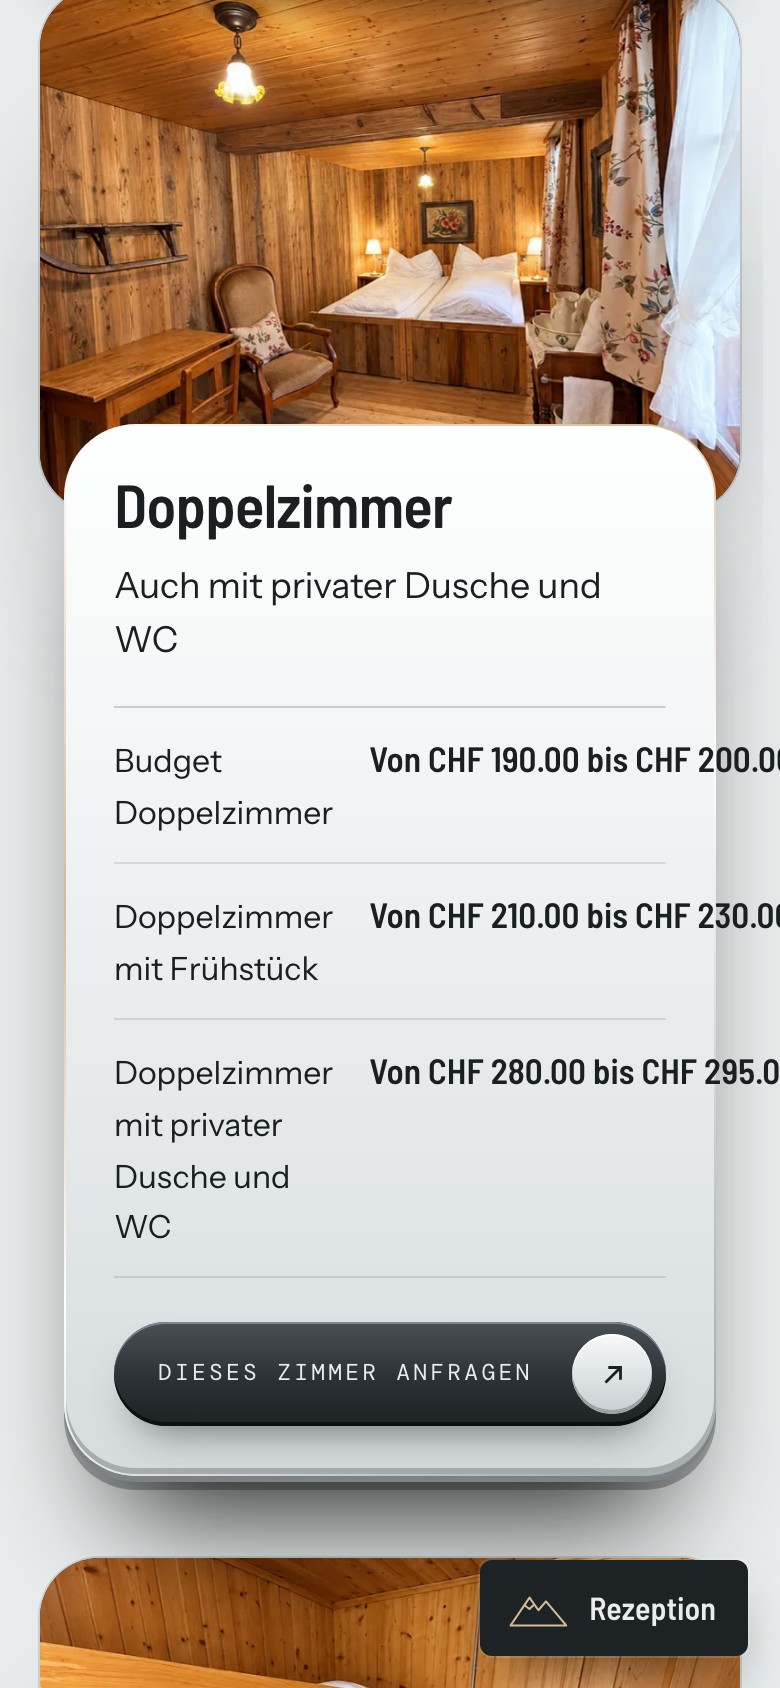 Doppelzimmer
Auch mit privater Dusche und
WC
Budget
Doppelzimmer
Von CHF 190.00 bis CHF 200.00
Doppelzimmer
mit Frühstück
Von CHF 210.00 bis CHF 230.00
Doppelzimmer
mit privater
Dusche und
WC
Von CHF 280.00 bis CHF 295.0
DIESES ZIMMER ANFRAGEN
Rezeption